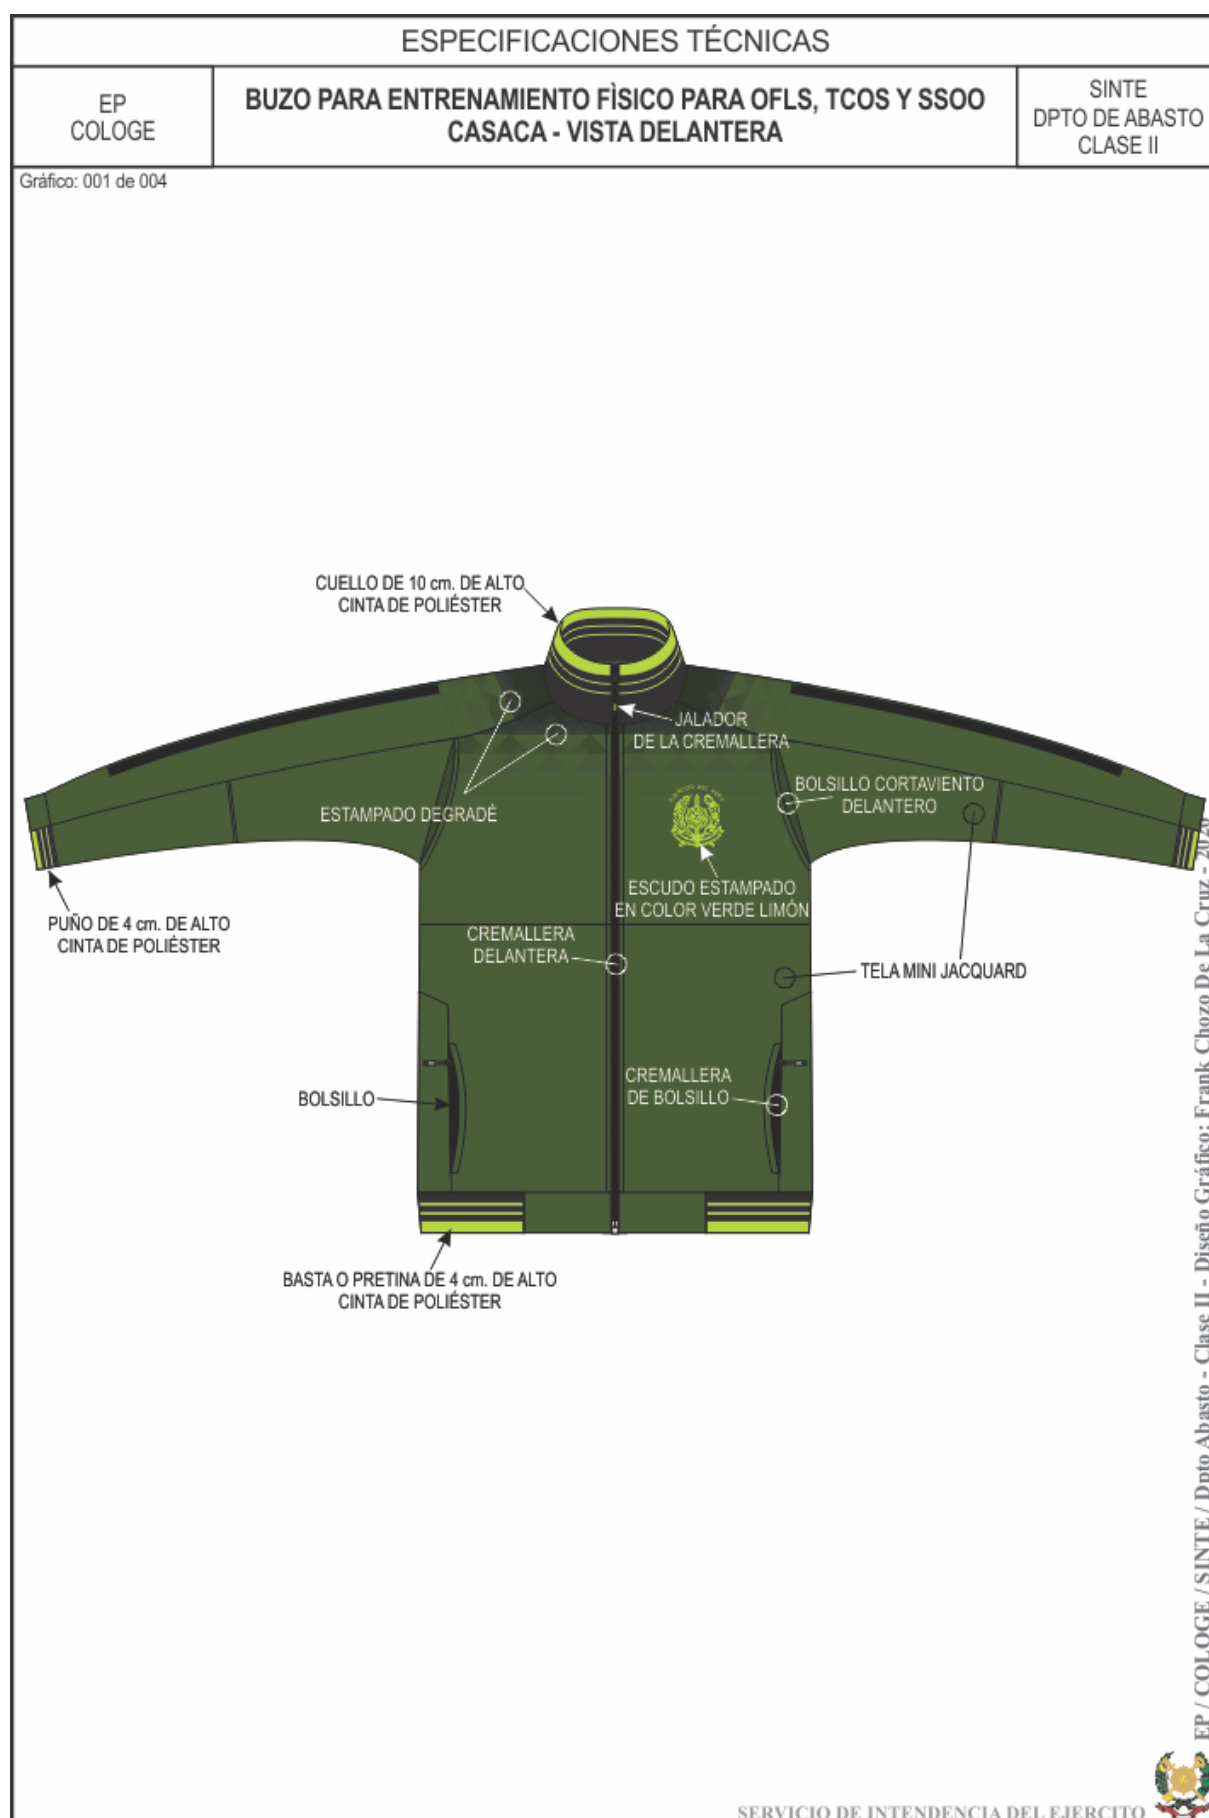 ESPECIFICACIONES TÉCNICAS
EP
COLOGE
BUZO PARA ENTRENAMIENTO FÌSICO PARA OFLS, TCOS Y SSOO
CASACA - VISTA DELANTERA
SINTE
DPTO DE ABASTO
CLASE II
Gráfico: 001 de 004
CUELLO DE 10 cm. DE ALTO
CINTA DE POLIÉSTER
JALADOR
DE LA CREMALLERA
BOLSILLO CORTAVIENTO
DELANTERO
ESTAMPADO DEGRADÉ
EJERCITO DEL PERU
ESCUDO ESTAMPADO
EN COLOR VERDE LIMÓN
PUÑO DE 4 cm. DE ALTO
CINTA DE POLIÉSTER
CREMALLERA
DELANTERA
TELA MINI JACQUARD
CREMALLERA
DE BOLSILLO
BOLSILLO
BASTA O PRETINA DE 4 cm. DE ALTO
CINTA DE POLIÉSTER
EP / COLOGE / SINTE / Dpto Abasto - Clase II - Diseño Gráfico: Frank Chozo De La Cruz - 2020
SERVICIO DE INTENDENCIA DEL EJERCITO